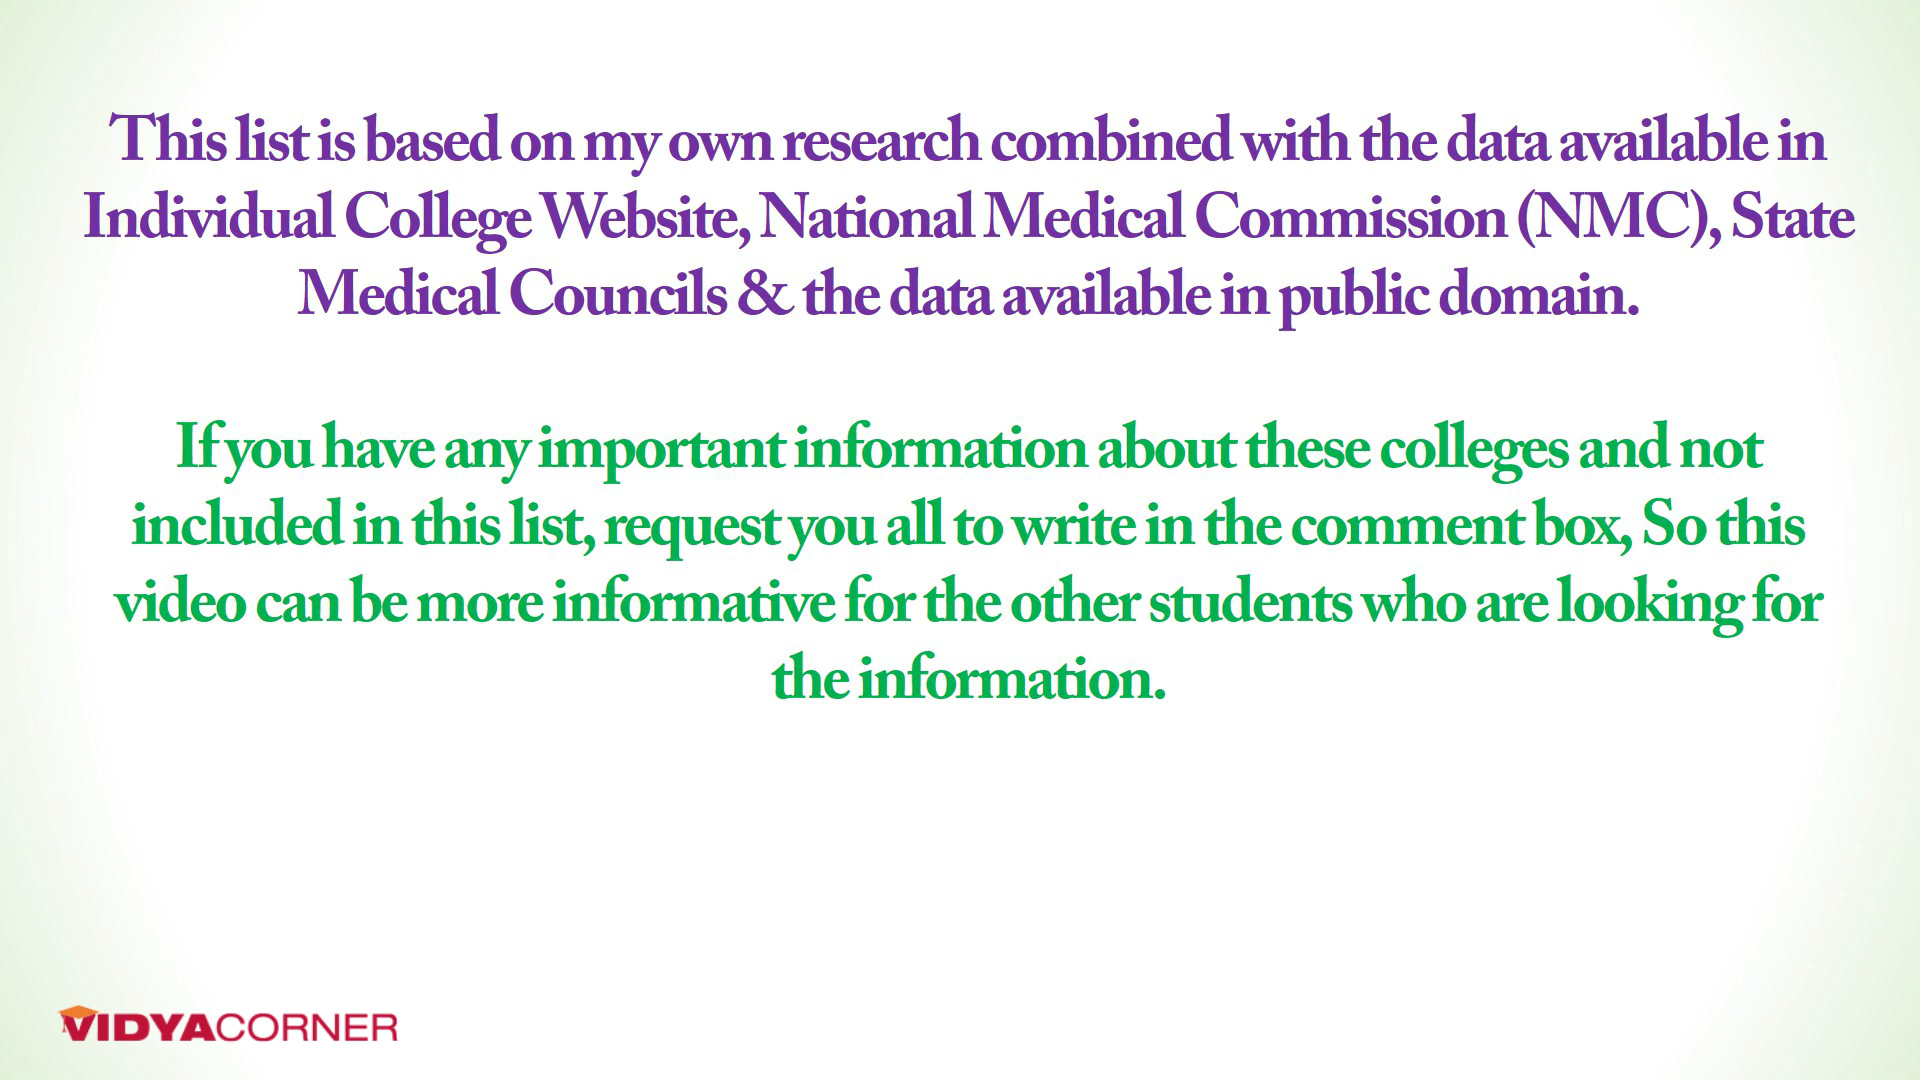 This list is based on my own research combined with the data available in
Individual College Website, National Medical Commission (NMC), State
Medical Councils & the data available in public domain.
If you have any important information about these colleges and not
included in this list, request you all to write in the comment box, So this
video can be more informative for the other students who are looking for
the information.
VIDYACORNER